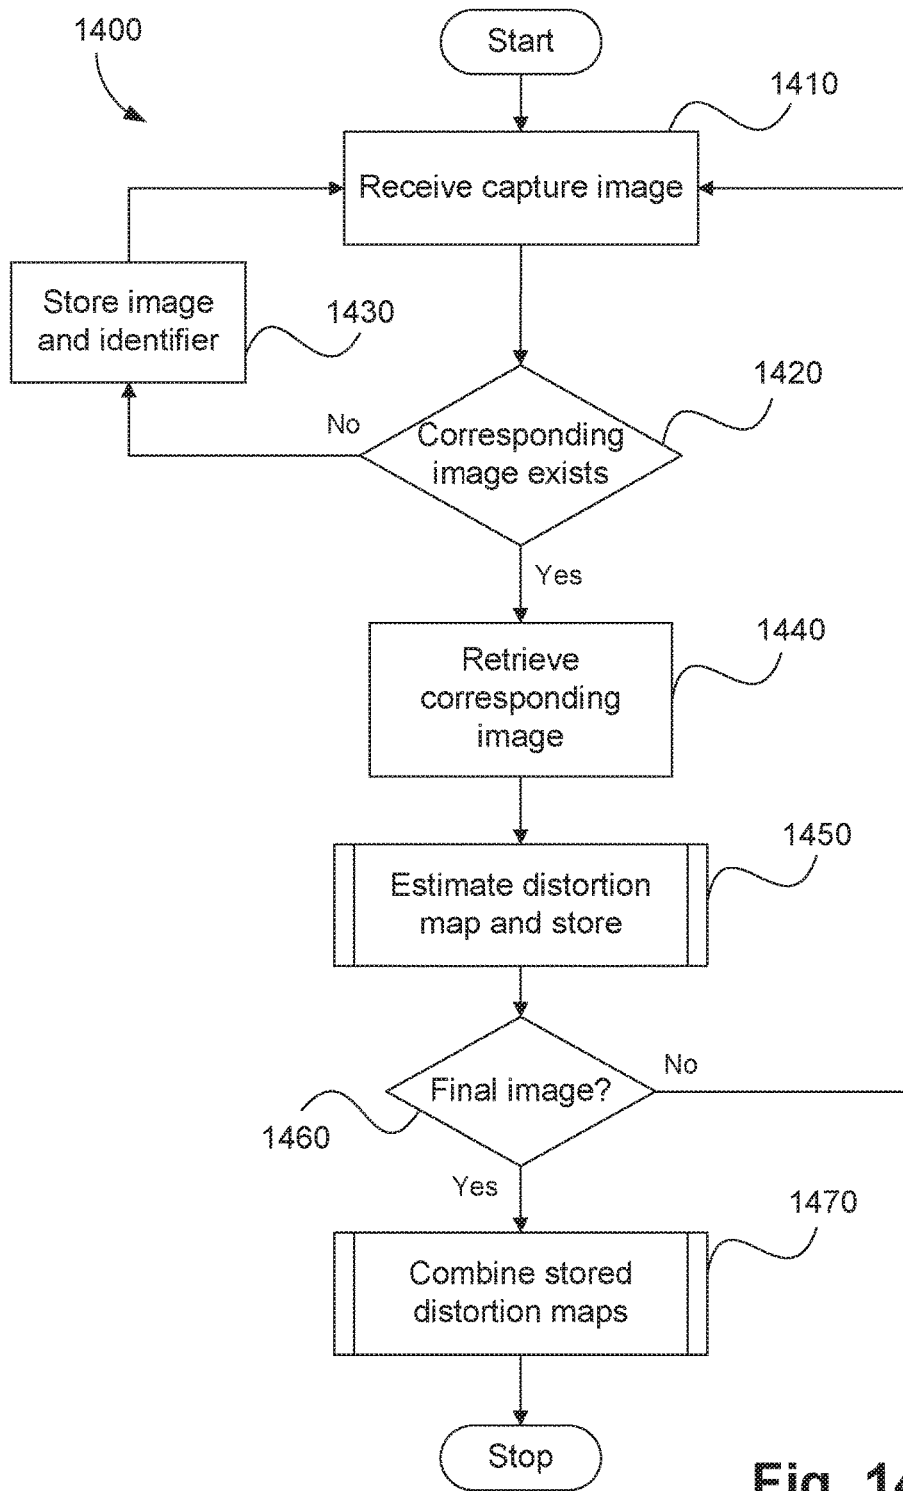 1400
Start
1410
Receive capture image
Store image
and identifier
1430
1420
No
Corresponding
image exists
Yes
1440
Retrieve
corresponding
image
1450
Estimate distortion
map and store
No
Final image?
1460
Yes
1470
Combine stored
distortion maps
Stop
Fig. 14